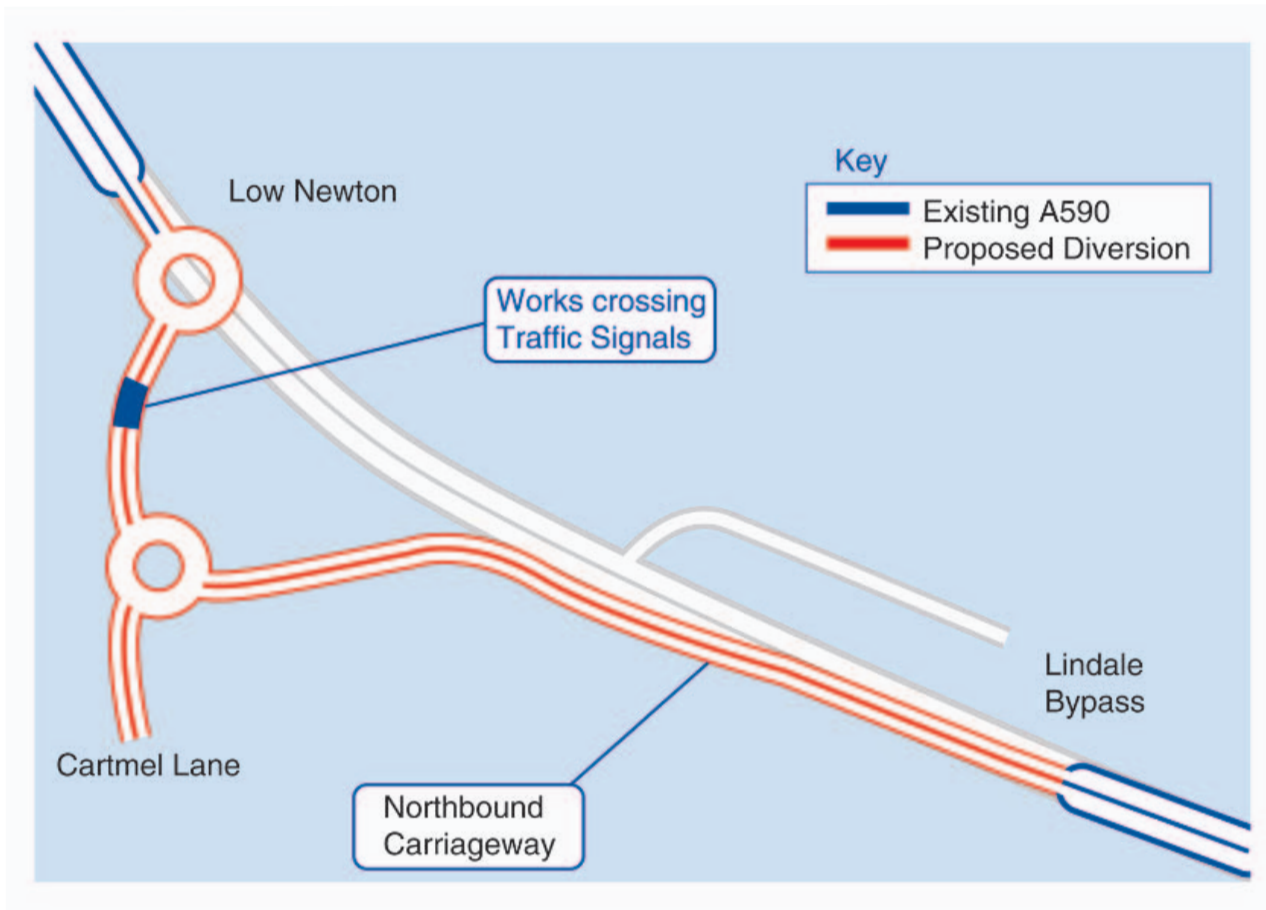 Low Newton
Key
Existing A590
Proposed Diversion
Works crossing
Traffic Signals
Lindale
Bypass
Cartmel Lane
Northbound
Carriageway